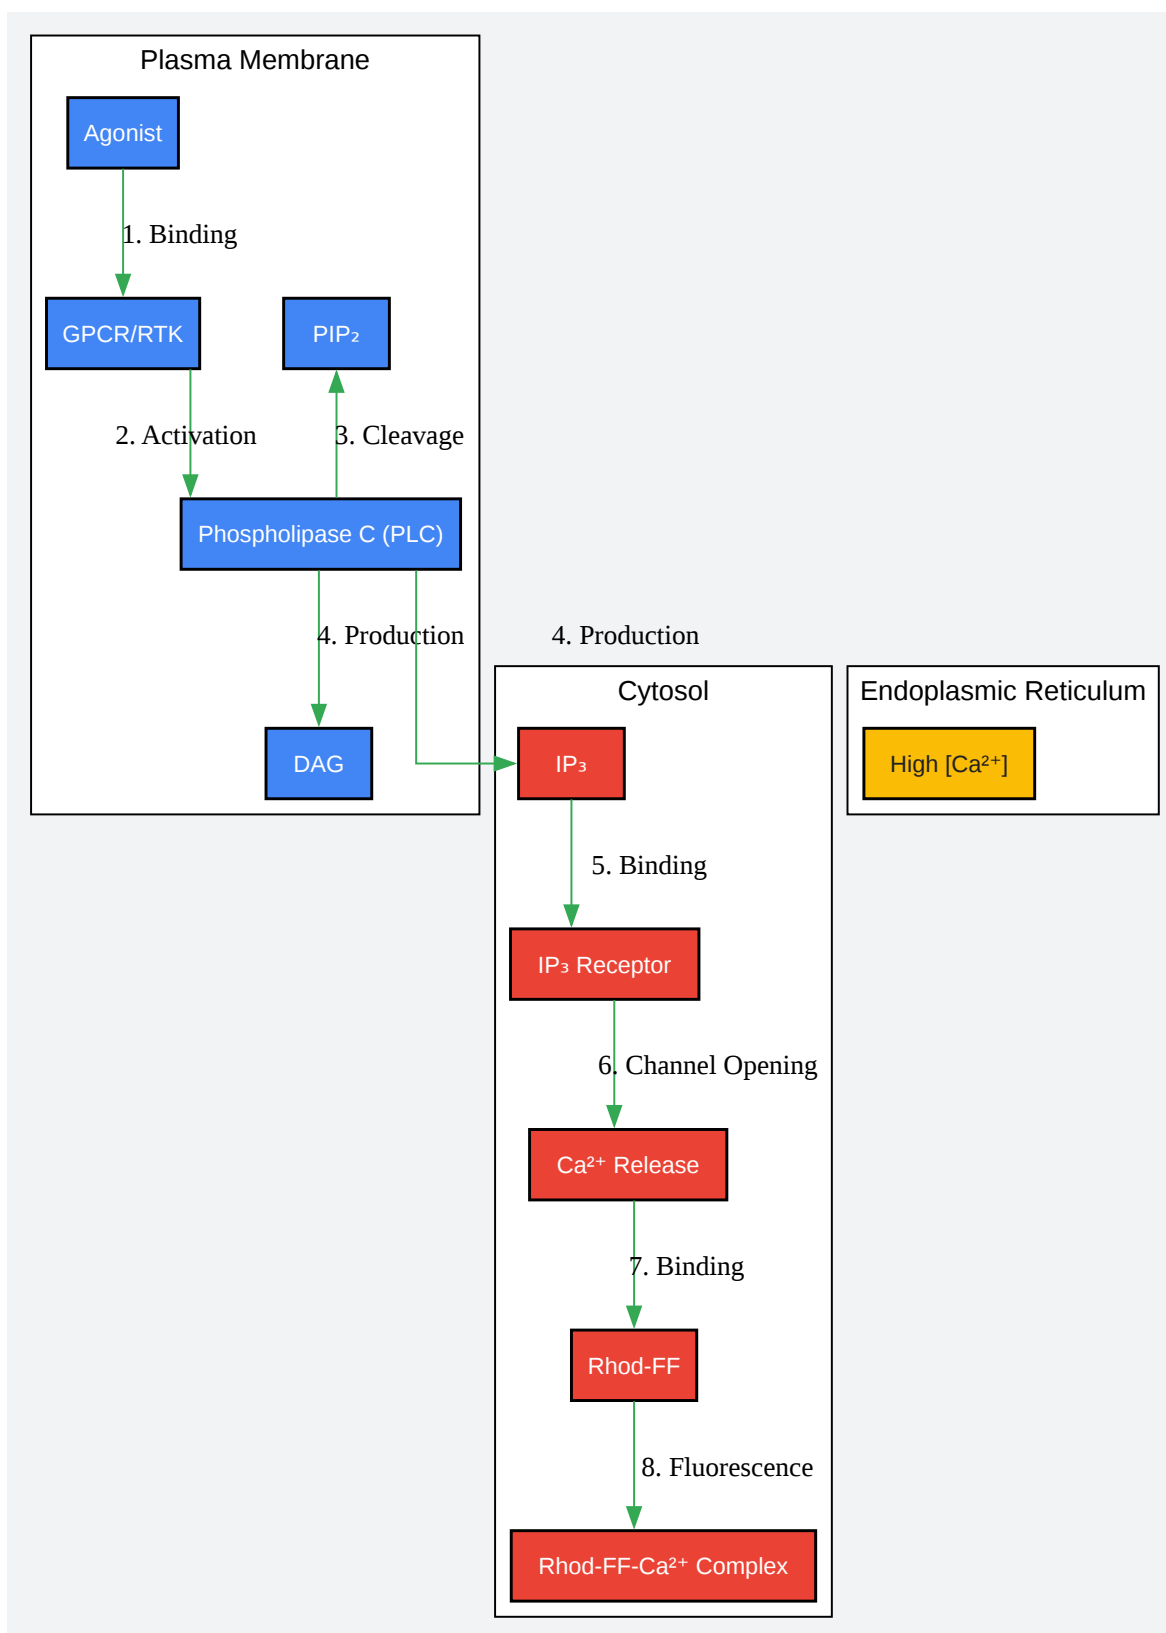 Plasma Membrane
Agonist
1. Binding
GPCR/RTK
PIP₂
2. Activation
3. Cleavage
Phospholipase C (PLC)
4. Production
4. Production
DAG
Cytosol
Endoplasmic Reticulum
IP₃
High [Ca²⁺]
5. Binding
IP₃ Receptor
6. Channel Opening
Ca²⁺ Release
7. Binding
Rhod-FF
8. Fluorescence
Rhod-FF-Ca²⁺ Complex